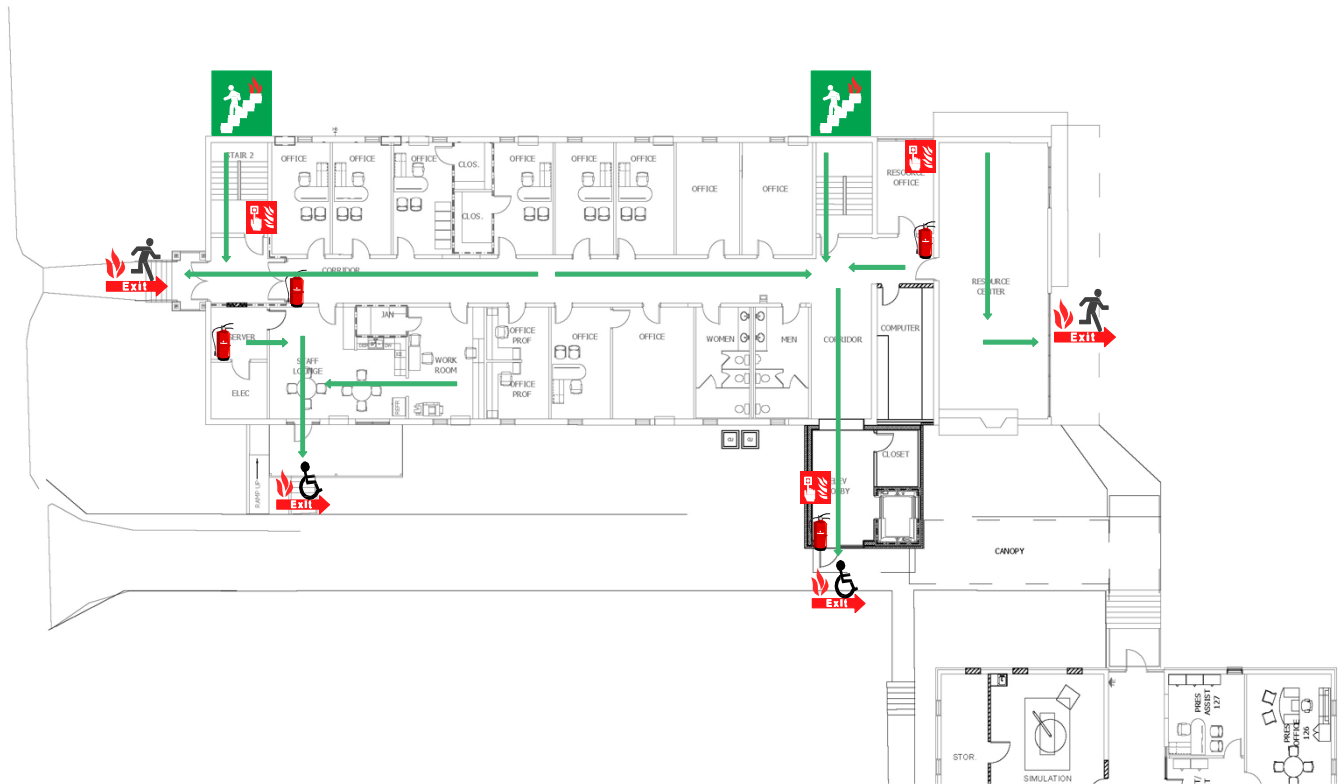 STAIR 2
OFFICE
OFFICE
OFFICE
CLOS.
OFFICE
OFFICE
OFFICE
OFFICE
OFFICE
CLOS.
RESOURCE
OFFICE
CORRIDOR
Exit
RESOURCE
CENTER
JAN
SERVER
STAFF
LOUNGE
WORK
ROOM
OFFICE
PROF
OFFICE
OFFICE
WOMEN
MEN
CORRIDOR
COMPUTER
Exit
ELEC
OFFICE
PROF
REFR.
RAMP UP
Exit
CLOSET
ELEV
LOBBY
CANOPY
Exit
STOR.
SIMULATION
PRES
ASSIST
127
PRES
OFFICE
126